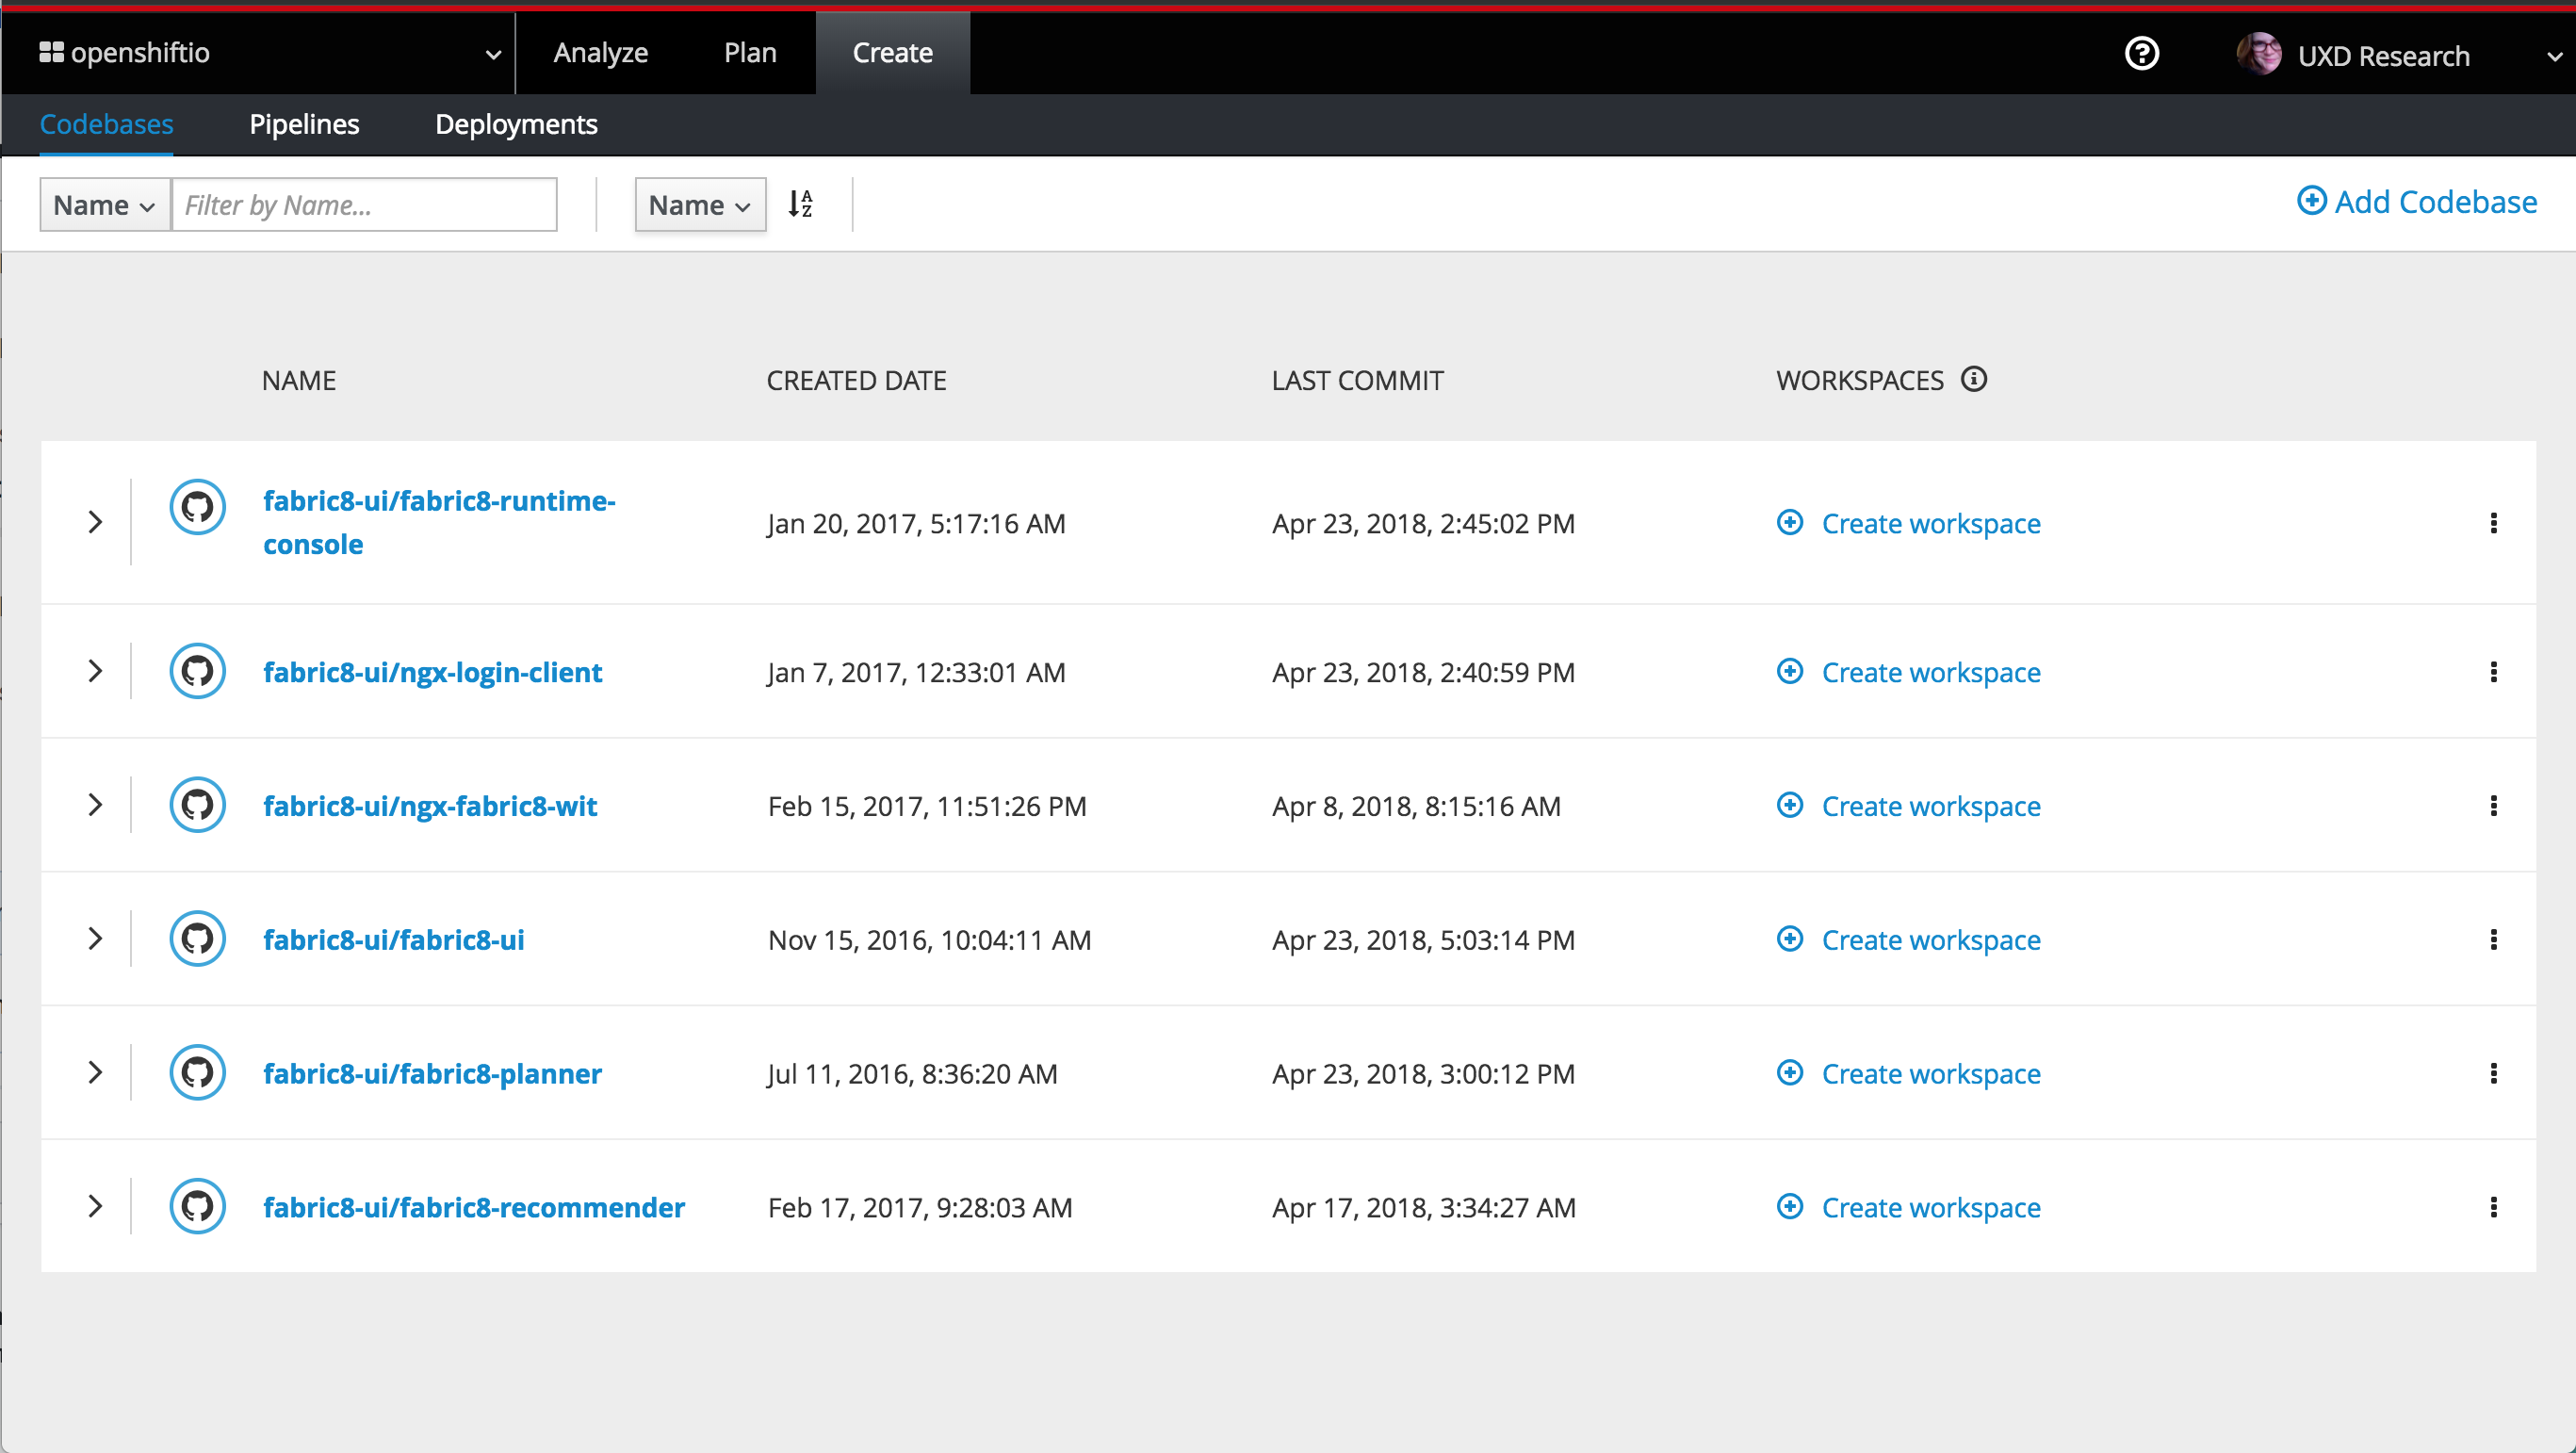 openshiftio Analyze Plan Create UXD Research
Codebases Pipelines Deployments
Name Filter by Name... Name Add Codebase
NAME CREATED DATE LAST COMMIT WORKSPACES
fabric8-ui/fabric8-runtime-
console Jan 20, 2017, 5:17:16 AM Apr 23, 2018, 2:45:02 PM Create workspace
fabric8-ui/ngx-login-client Jan 7, 2017, 12:33:01 AM Apr 23, 2018, 2:40:59 PM Create workspace
fabric8-ui/ngx-fabric8-wit Feb 15, 2017, 11:51:26 PM Apr 8, 2018, 8:15:16 AM Create workspace
fabric8-ui/fabric8-ui Nov 15, 2016, 10:04:11 AM Apr 23, 2018, 5:03:14 PM Create workspace
fabric8-ui/fabric8-planner Jul 11, 2016, 8:36:20 AM Apr 23, 2018, 3:00:12 PM Create workspace
fabric8-ui/fabric8-recommender Feb 17, 2017, 9:28:03 AM Apr 17, 2018, 3:34:27 AM Create workspace